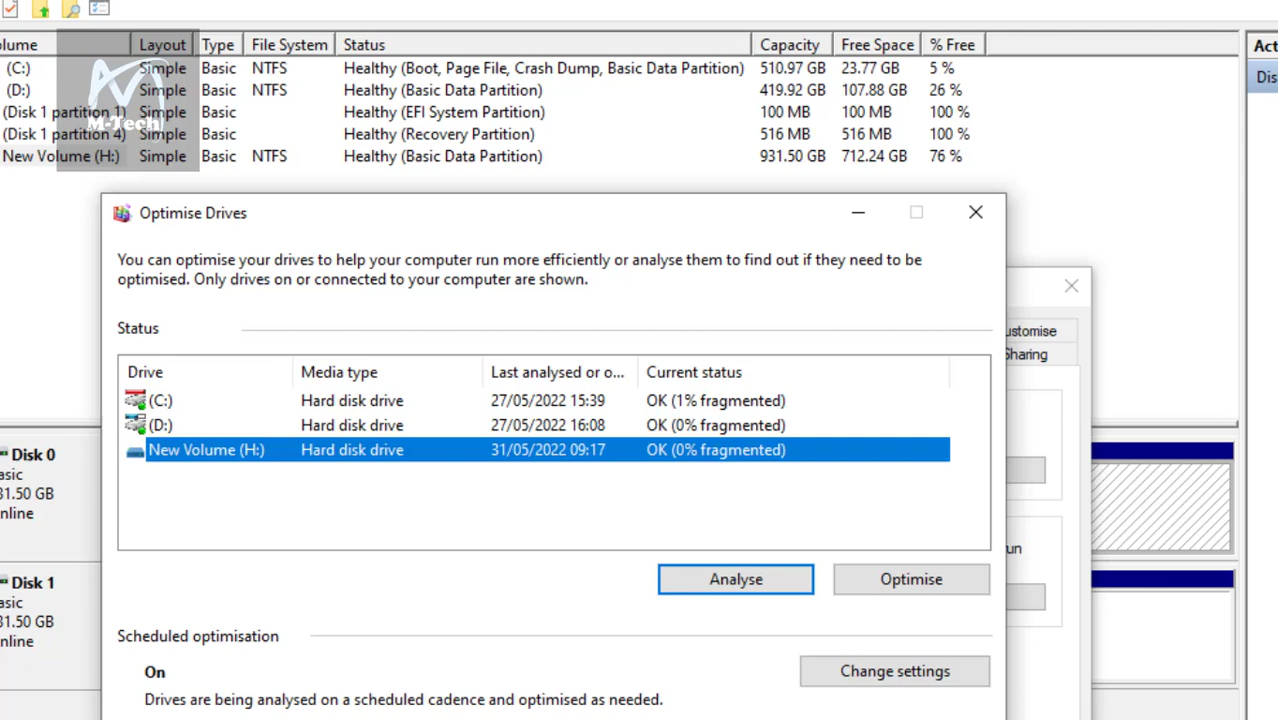 olume Layout Type File System Status Capacity Free Space % Free Act
(C:) Simple Basic NTFS Healthy (Boot, Page File, Crash Dump, Basic Data Partition) 510.97 GB 23.77 GB 5 % Dis
(D:) Simple Basic NTFS Healthy (Basic Data Partition) 419.92 GB 107.88 GB 26 %
(Disk 1 partition 1) Simple Basic Healthy (EFI System Partition) 100 MB 100 MB 100 %
M-Tech
(Disk 1 partition 4) Simple Basic Healthy (Recovery Partition) 516 MB 516 MB 100 %
New Volume (H:) Simple Basic NTFS Healthy (Basic Data Partition) 931.50 GB 712.24 GB 76 %
Optimise Drives
You can optimise your drives to help your computer run more efficiently or analyse them to find out if they need to be
optimised. Only drives on or connected to your computer are shown.
Status
ustomise
Sharing
Drive Media type Last analysed or o... Current status
(C:) Hard disk drive 27/05/2022 15:39 OK (1% fragmented)
(D:) Hard disk drive 27/05/2022 16:08 OK (0% fragmented)
New Volume (H:) Hard disk drive 31/05/2022 09:17 OK (0% fragmented)
Disk 0
asic
31.50 GB
nline
un
Analyse Optimise
Disk 1
asic
31.50 GB
nline
Scheduled optimisation
On
Change settings
Drives are being analysed on a scheduled cadence and optimised as needed.